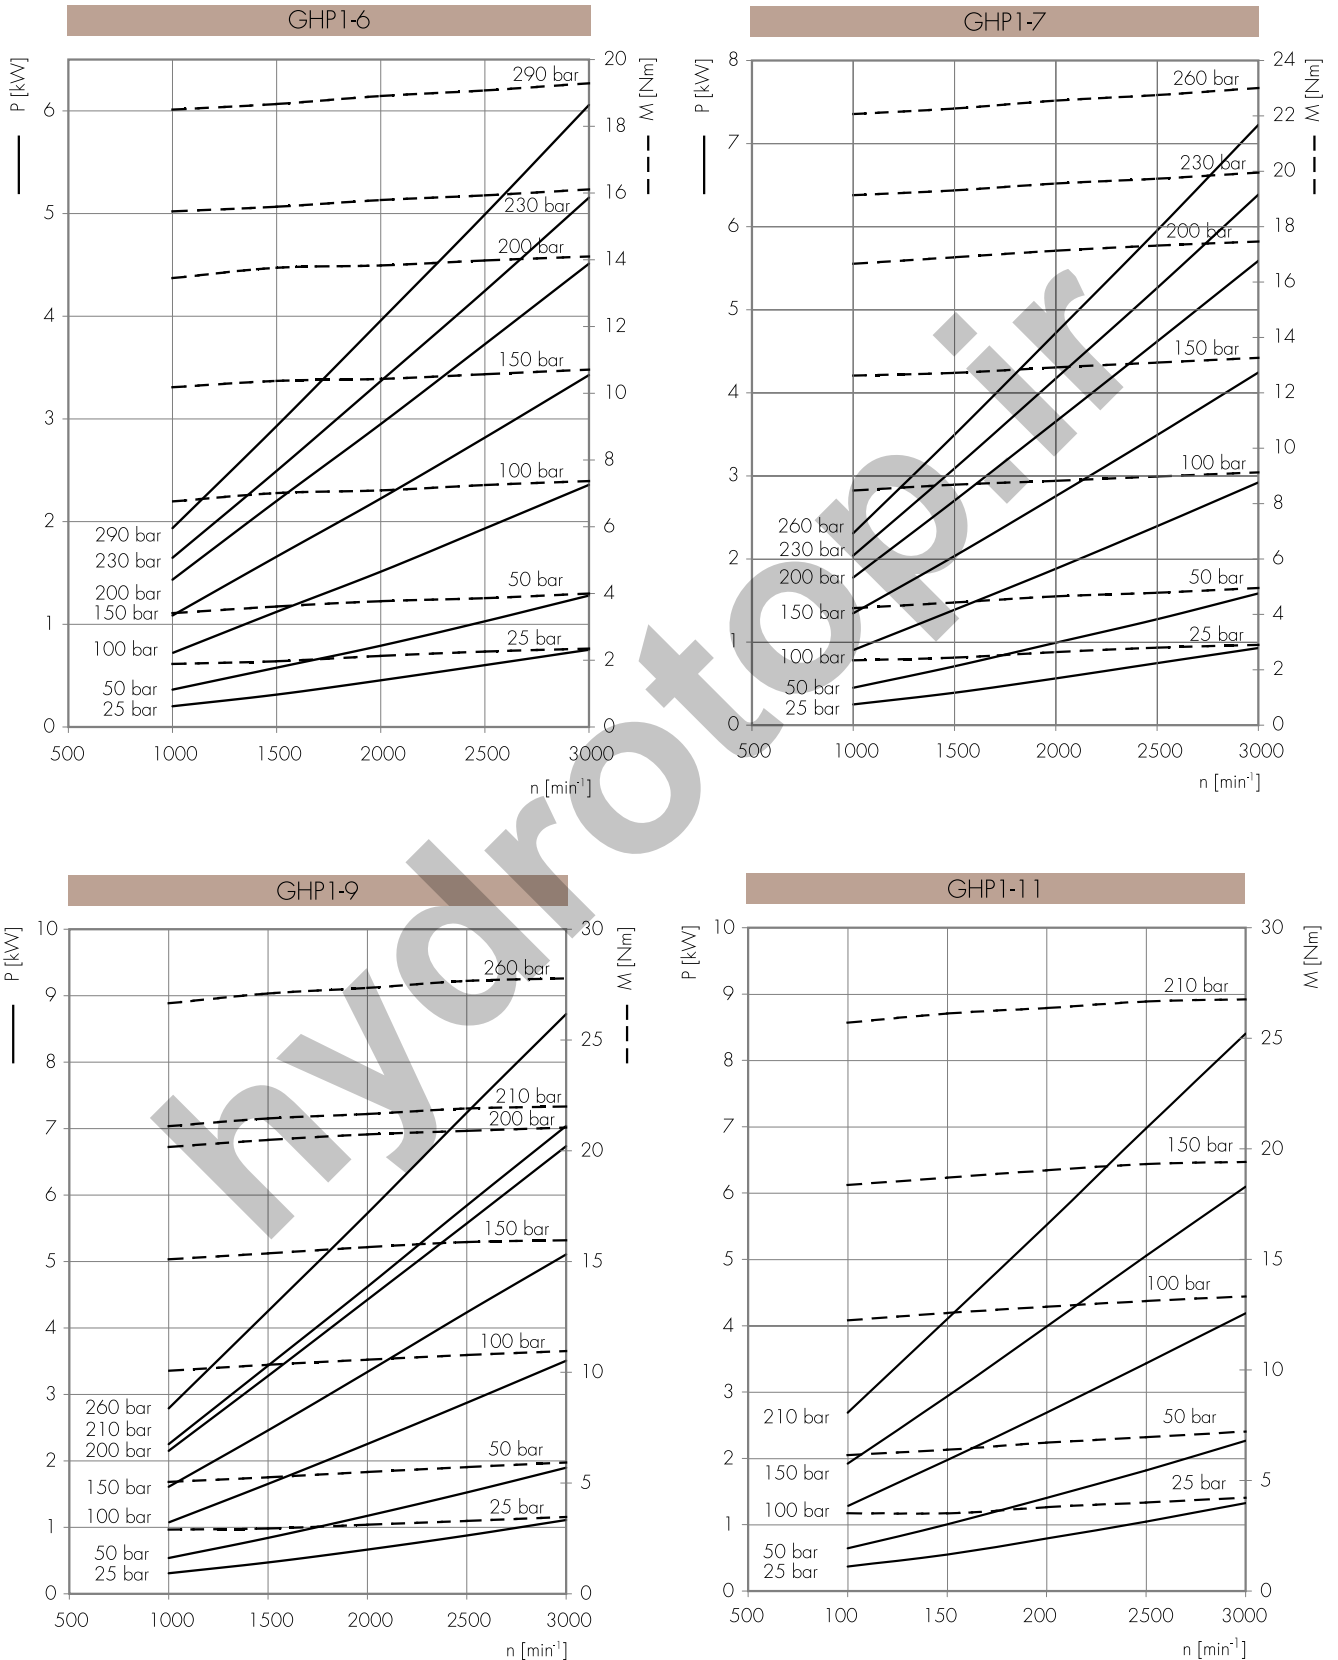 GHP1-6
P [kW]
M [Nm]
20
18
16
14
12
10
8
6
4
2
0
6
5
4
3
2
1
0
290 bar
230 bar
200 bar
150 bar
100 bar
50 bar
25 bar
290 bar
230 bar
200 bar
150 bar
100 bar
50 bar
25 bar
500 1000 1500 2000 2500 3000
n [min-1]
GHP1-7
P [kW]
M [Nm]
8
7
6
5
4
3
2
1
0
24
22
20
18
16
14
12
10
8
6
4
2
0
260 bar
230 bar
200 bar
150 bar
100 bar
50 bar
25 bar
260 bar
230 bar
200 bar
150 bar
100 bar
50 bar
25 bar
500 1000 1500 2000 2500 3000
n [min-1]
GHP1-9
P [kW]
M [Nm]
10
9
8
7
6
5
4
3
2
1
0
30
25
20
15
10
5
0
260 bar
210 bar
200 bar
150 bar
100 bar
50 bar
25 bar
260 bar
210 bar
200 bar
150 bar
100 bar
50 bar
25 bar
500 1000 1500 2000 2500 3000
n [min-1]
GHP1-11
P [kW]
M [Nm]
10
9
8
7
6
5
4
3
2
1
0
30
25
20
15
10
5
0
210 bar
150 bar
100 bar
50 bar
25 bar
210 bar
150 bar
100 bar
50 bar
25 bar
500 100 150 2000 2500 3000
n [min-1]
hydrotop.ir